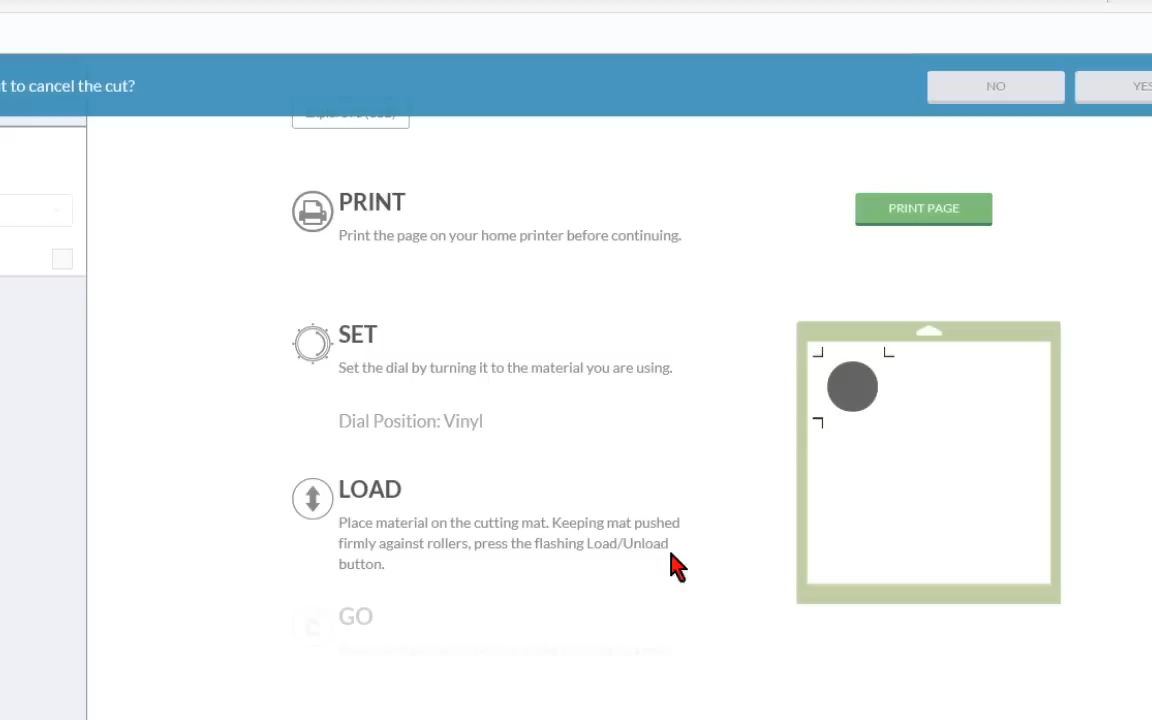 t to cancel the cut?
NO
YES
PRINT
Print the page on your home printer before continuing.
PRINT PAGE
SET
Set the dial by turning it to the material you are using.
Dial Position: Vinyl
LOAD
Place material on the cutting mat. Keeping mat pushed
firmly against rollers, press the flashing Load/Unload
button.
GO